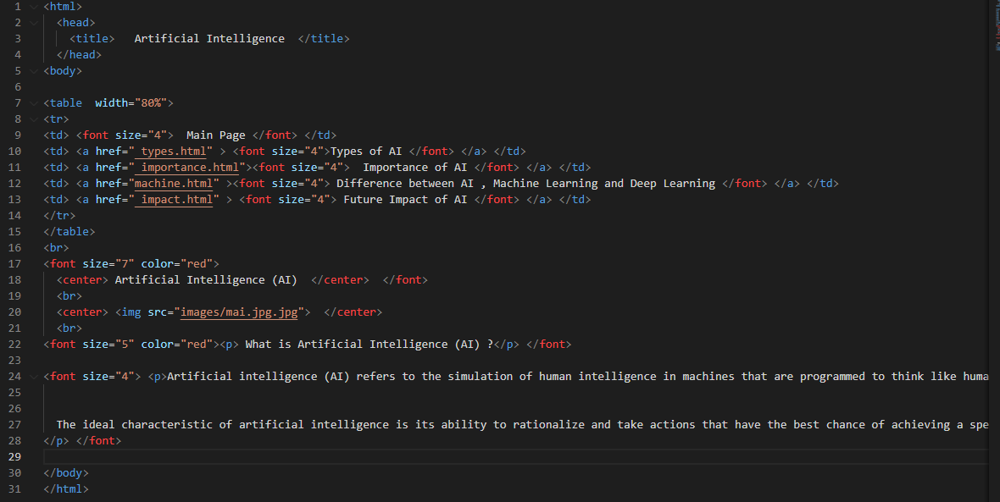 1 <html>
2 <head>
3 <title>   Artificial Intelligence  </title>
4 </head>
5 <body>
6
7 <table  width="80%">
8 <tr>
9 <td> <font size="4">  Main Page </font> </td>
10 <td> <a href=" types.html" > <font size="4">Types of AI </font> </a> </td>
11 <td> <a href=" importance.html"><font size="4">  Importance of AI </font> </a> </td>
12 <td> <a href="machine.html" ><font size="4"> Difference between AI , Machine Learning and Deep Learning </font> </a> </td>
13 <td> <a href=" impact.html" > <font size="4"> Future Impact of AI </font> </a> </td>
14 </tr>
15 </table>
16 <br>
17 <font size="7" color="red">
18 <center> Artificial Intelligence (AI)  </center>  </font>
19 <br>
20 <center> <img src="images/mai.jpg.jpg">  </center>
21 <br>
22 <font size="5" color="red"><p> What is Artificial Intelligence (AI) ?</p> </font>
23
24 <font size="4"> <p>Artificial intelligence (AI) refers to the simulation of human intelligence in machines that are programmed to think like huma
25
26
27 The ideal characteristic of artificial intelligence is its ability to rationalize and take actions that have the best chance of achieving a spe
28 </p> </font>
29
30 </body>
31 </html>